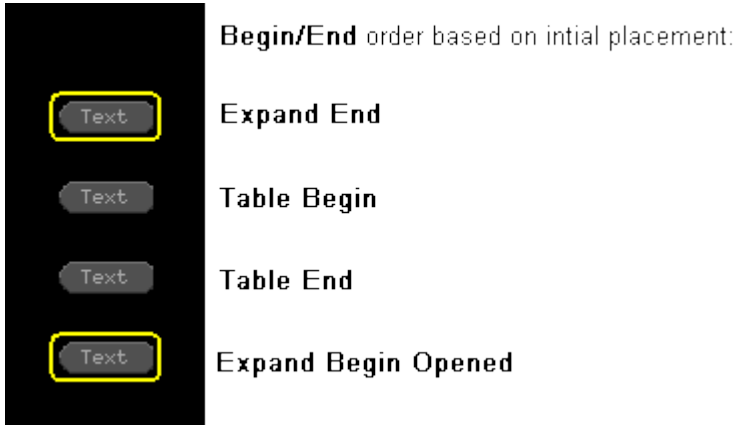 Begin/End order based on intial placement:
Text Expand End
Text Table Begin
Text Table End
Text Expand Begin Opened